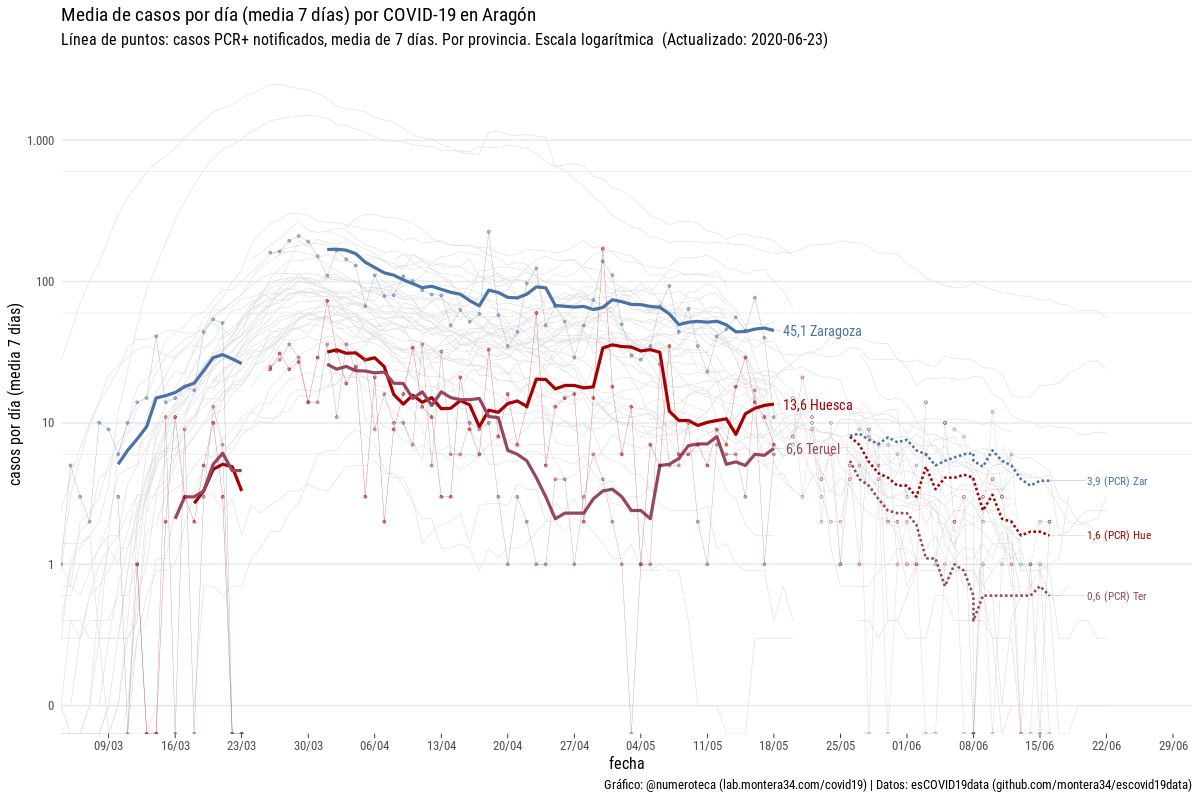 Media de casos por día (media 7 días) por COVID-19 en Aragón
Línea de puntos: casos PCR+ notificados, media de 7 días. Por provincia. Escala logarítmica (Actualizado: 2020-06-23)
casos por día (media 7 días)
1.000
100
10
1
0
45,1 Zaragoza
13,6 Huesca
6,6 Teruel
3,9 (PCR) Zar
1,6 (PCR) Hue
0,6 (PCR) Ter
09/03 16/03 23/03 30/03 06/04 13/04 20/04 27/04 04/05 11/05 18/05 25/05 01/06 08/06 15/06 22/06 29/06
fecha
Gráfico: @numeroteca (lab.montera34.com/covid19) | Datos: esCOVID19data (github.com/montera34/escovid19data)